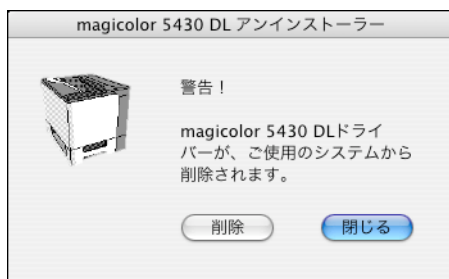 magicolor 5430 DL アンインストーラー
警告！
magicolor 5430 DLドライ
バーが、ご使用のシステムから
削除されます。
削除
閉じる